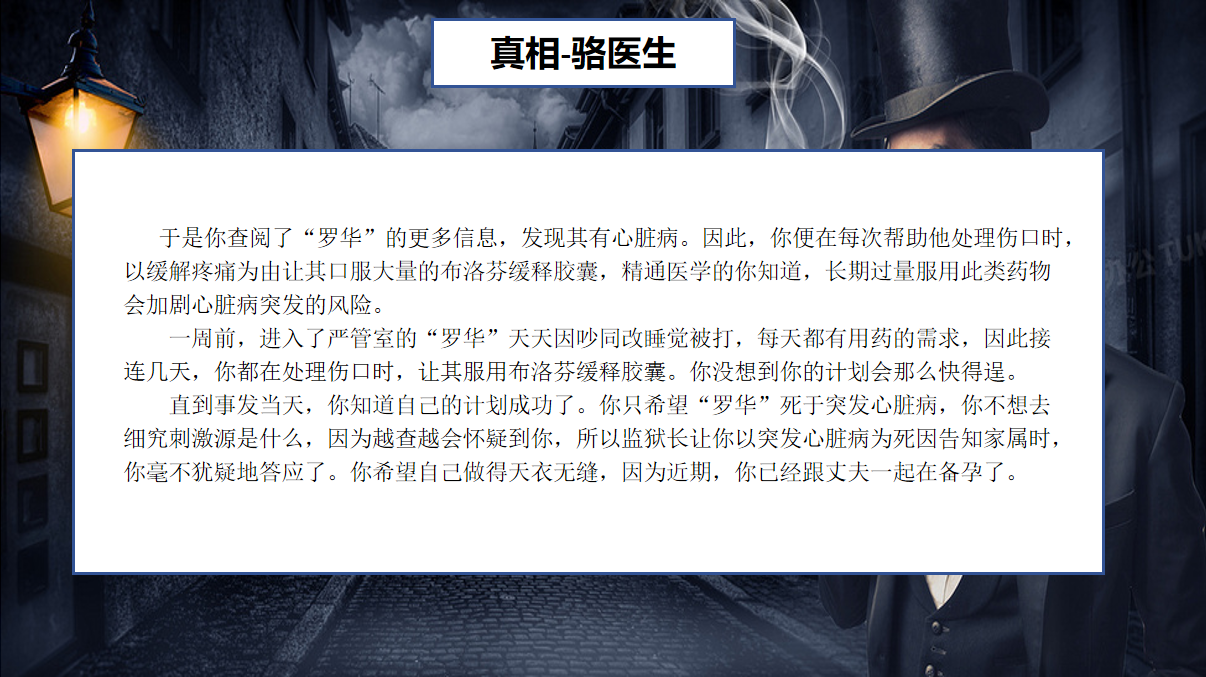 真相-骆医生
于是你查阅了“罗华”的更多信息，发现其有心脏病。因此，你便在每次帮助他处理伤口时，
以缓解疼痛为由让其口服大量的布洛芬缓释胶囊，精通医学的你知道，长期过量服用此类药物
会加剧心脏病突发的风险。
一周前，进入了严管室的“罗华”天天因吵同改睡觉被打，每天都有用药的需求，因此接
连几天，你都在处理伤口时，让其服用布洛芬缓释胶囊。你没想到你的计划会那么快得逞。
直到事发当天，你知道自己的计划成功了。你只希望“罗华”死于突发心脏病，你不想去
细究刺激源是什么，因为越查越会怀疑到你，所以监狱长让你以突发心脏病为死因告知家属时，
你毫不犹疑地答应了。你希望自己做得天衣无缝，因为近期，你已经跟丈夫一起在备孕了。